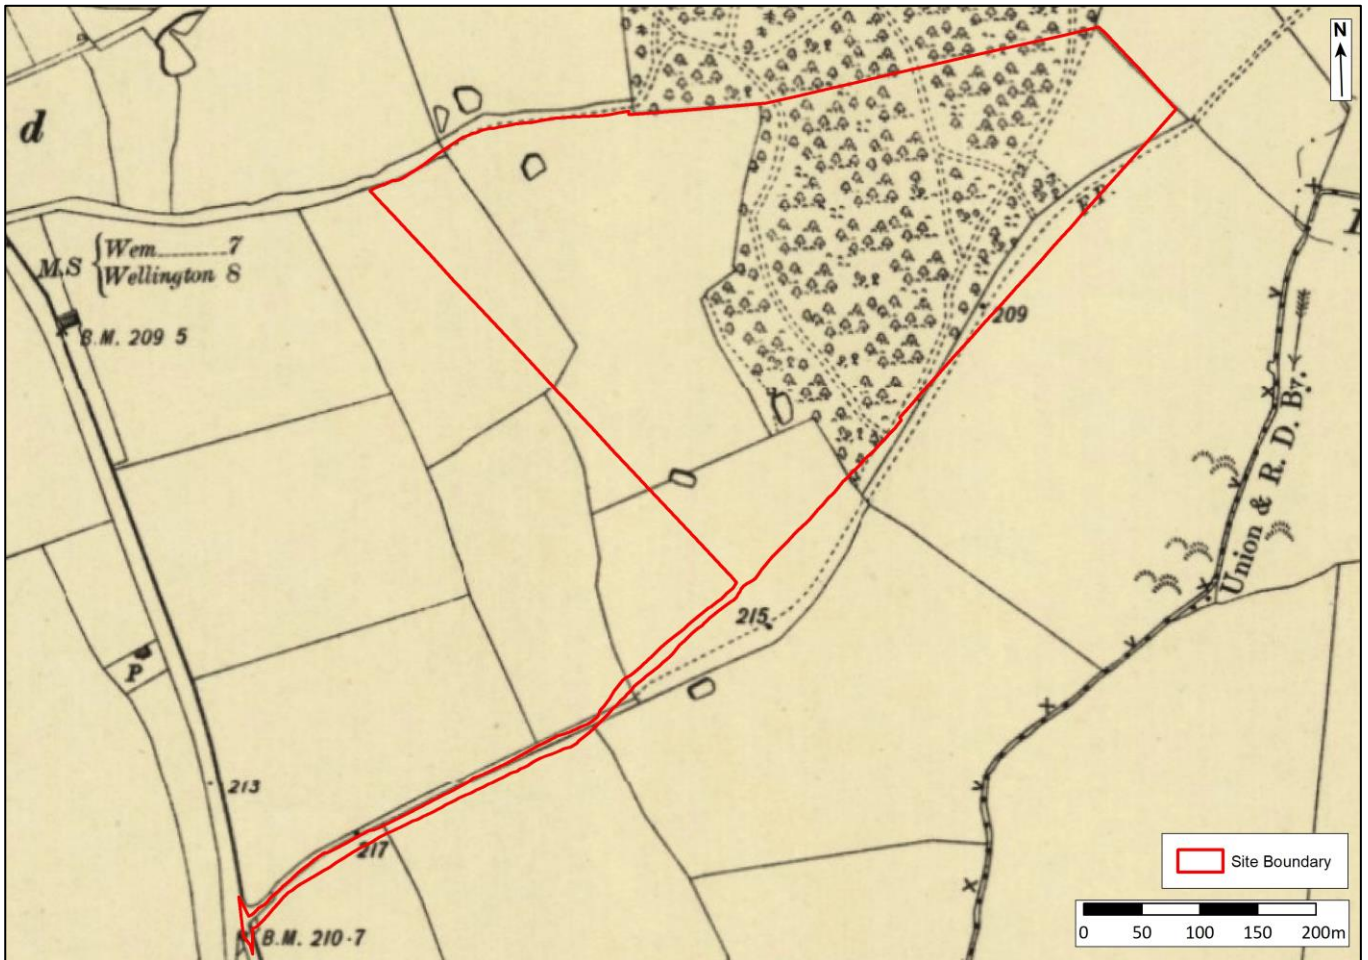 N
d
M.S { Wem........7
Wellington 8
B.M. 209 5
209
Union & R. D. By.
215
P
213
217
B.M. 210·7
Site Boundary
0 50 100 150 200m